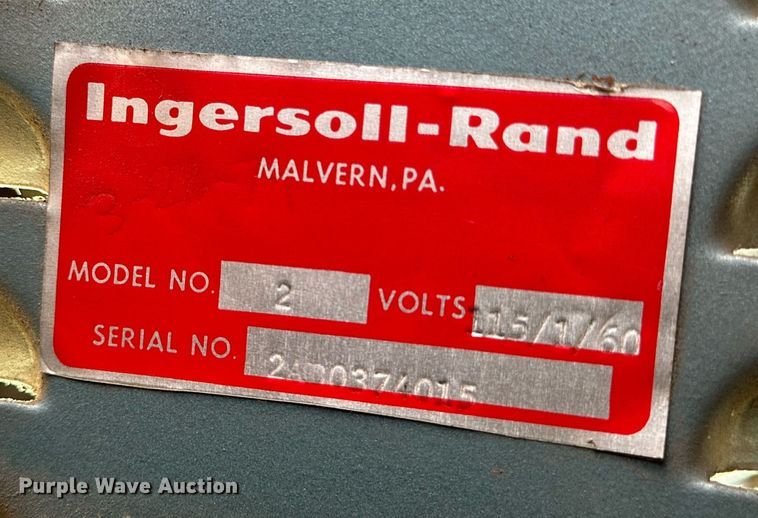 Ingersoll-Rand
MALVERN, PA.
MODEL NO. 2 VOLTS 115/1/60
SERIAL NO.
Purple Wave Auction